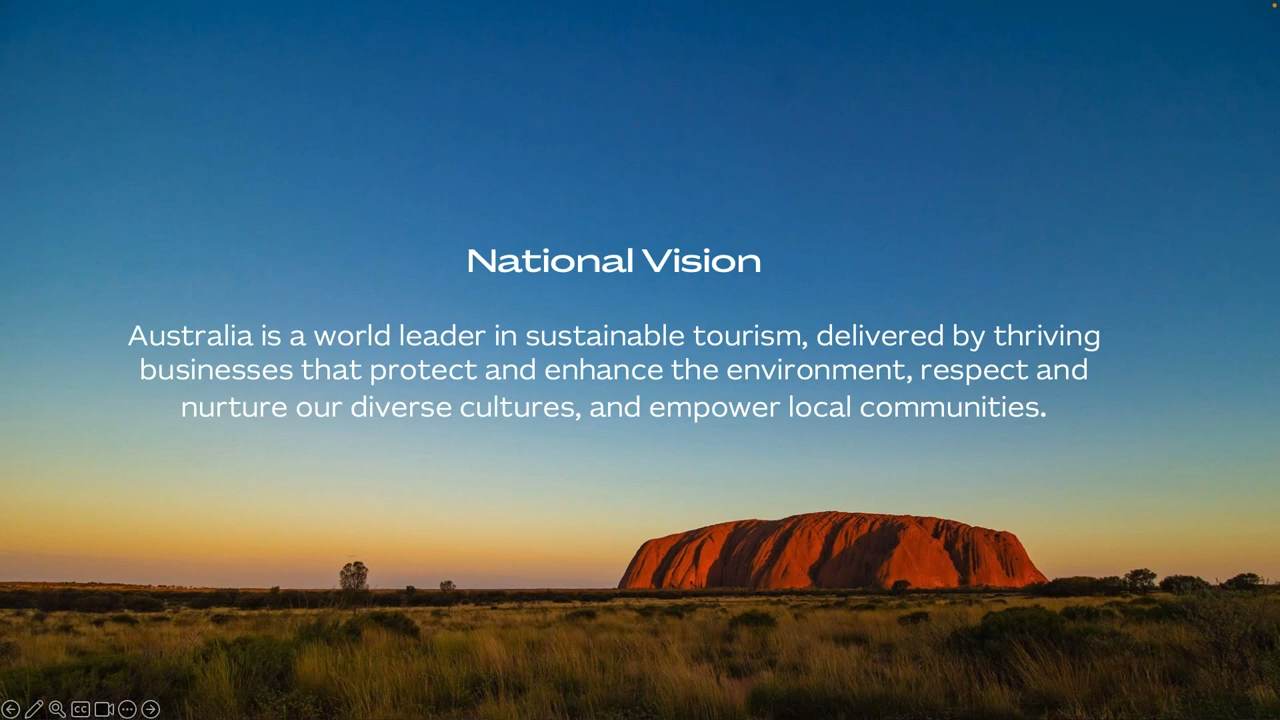 National Vision
Australia is a world leader in sustainable tourism, delivered by thriving
businesses that protect and enhance the environment, respect and
nurture our diverse cultures, and empower local communities.
CC